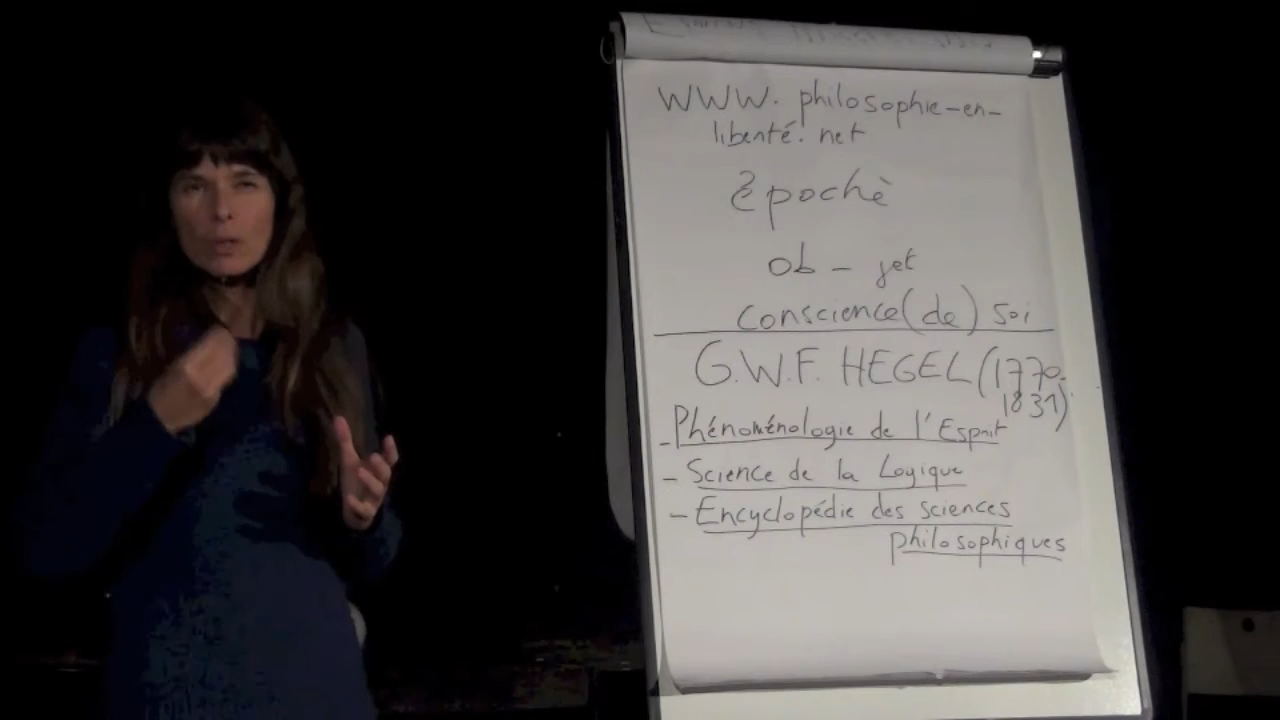 WWW. philosophie-en-
liberté. net
Epochè
Ob - jet
conscience (de) soi
G.W.F. HEGEL (1770-
1831)
- Phénoménologie de l'Esprit
- Science de la Logique
- Encyclopédie des sciences
philosophiques